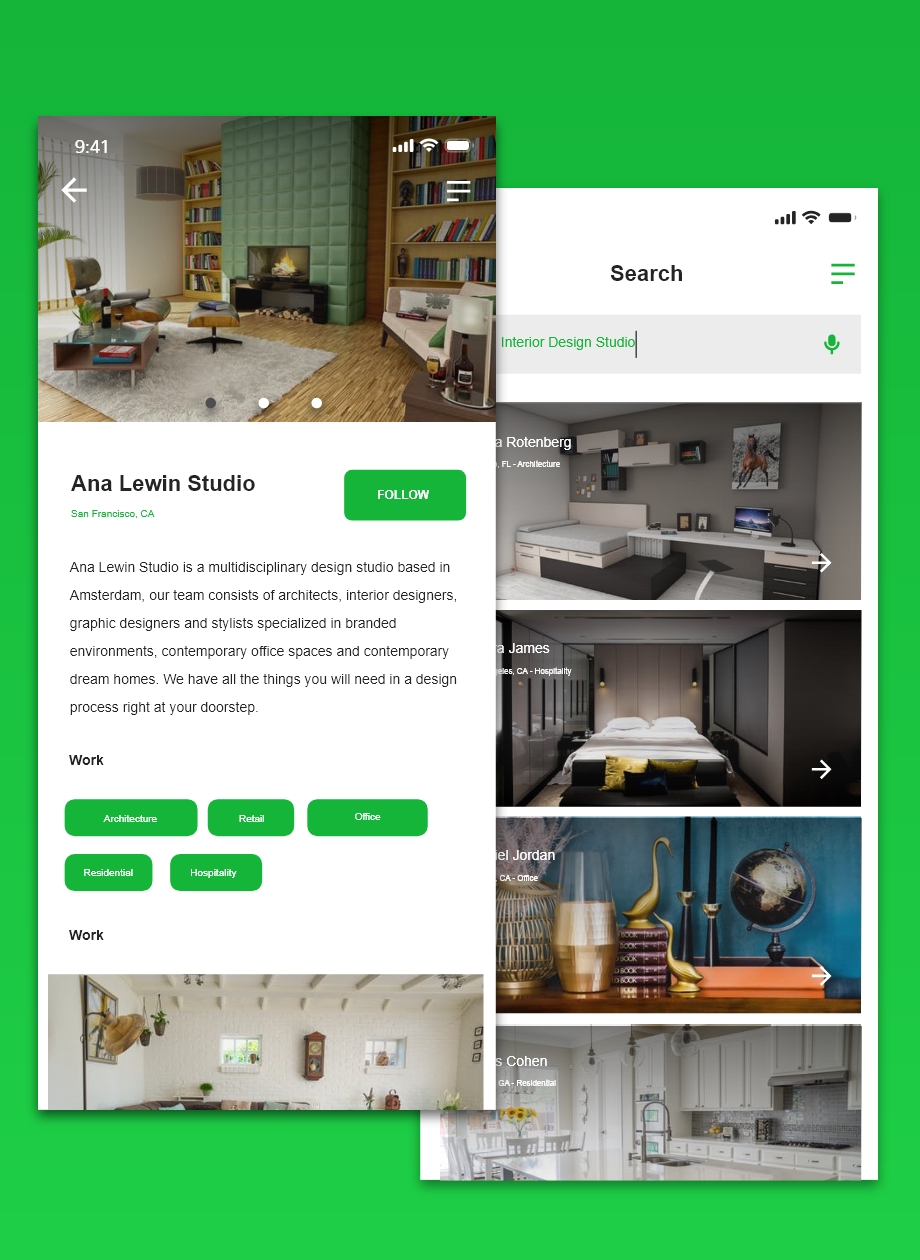 9:41
Ana Lewin Studio
FOLLOW
San Francisco, CA
Ana Lewin Studio is a multidisciplinary design studio based in
Amsterdam, our team consists of architects, interior designers,
graphic designers and stylists specialized in branded
environments, contemporary office spaces and contemporary
dream homes. We have all the things you will need in a design
process right at your doorstep.
Work
Architecture
Retail
Office
Residential
Hospitality
Work
Search
Interior Design Studio
Rotenberg
FL - Architecture
James
CA - Hospitality
Jordan
CA - Office
BOOK
BOOK
BOOK
BOOK
Cohen
GA - Residential